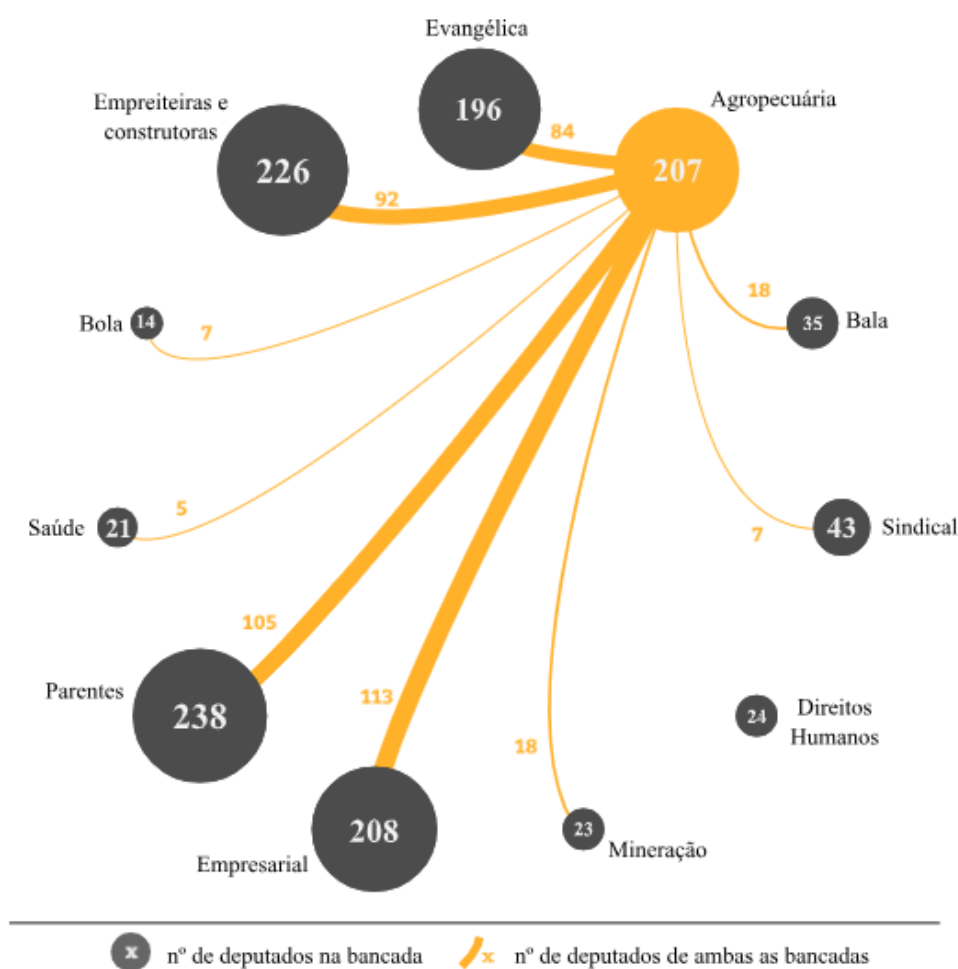 Evangélica
196
84
Agropecuária
207
Empreiteiras e
construtoras
226
92
Bola
14
7
18
35
Bala
Saúde
21
5
7
43
Sindical
105
Parentes
238
113
Empresarial
208
18
23
Mineração
24
Direitos
Humanos
x nº de deputados na bancada
x nº de deputados de ambas as bancadas